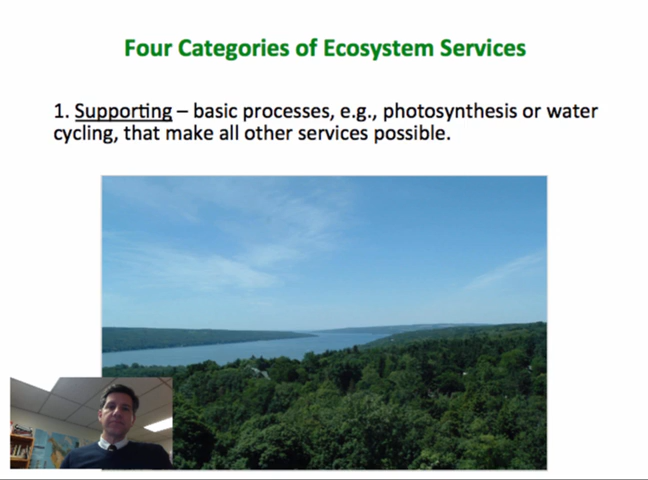 Four Categories of Ecosystem Services
1. Supporting – basic processes, e.g., photosynthesis or water
cycling, that make all other services possible.